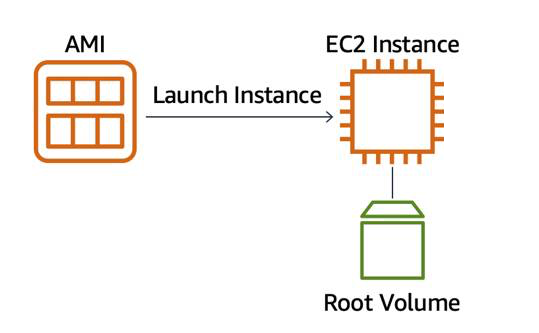 AMI
EC2 Instance
Launch Instance
Root Volume